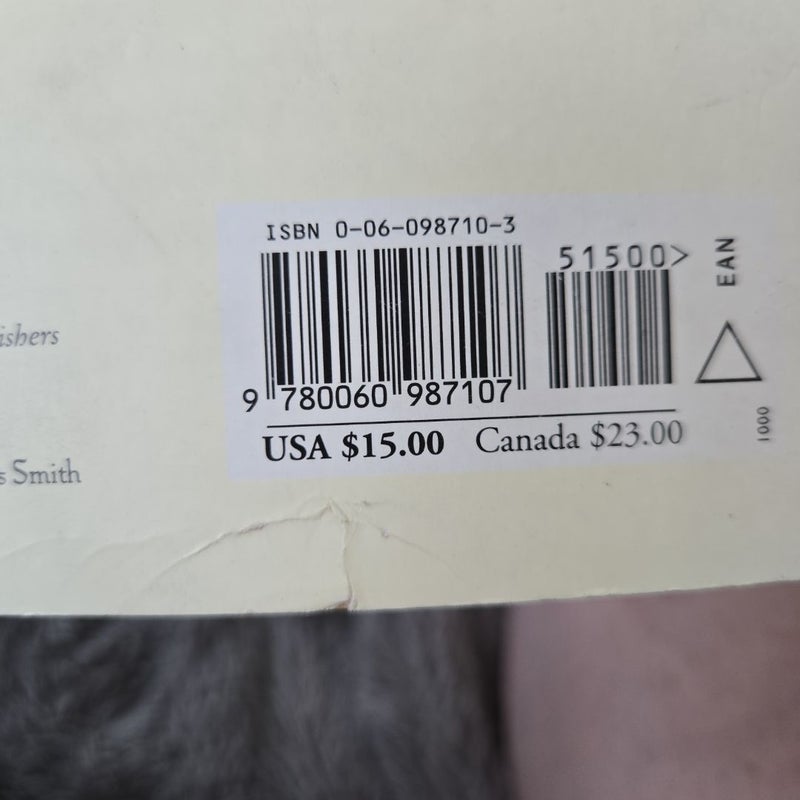 ishers
s Smith
ISBN 0-06-098710-3
51500>
9 780060 987107
USA $15.00 Canada $23.00
EAN
1000